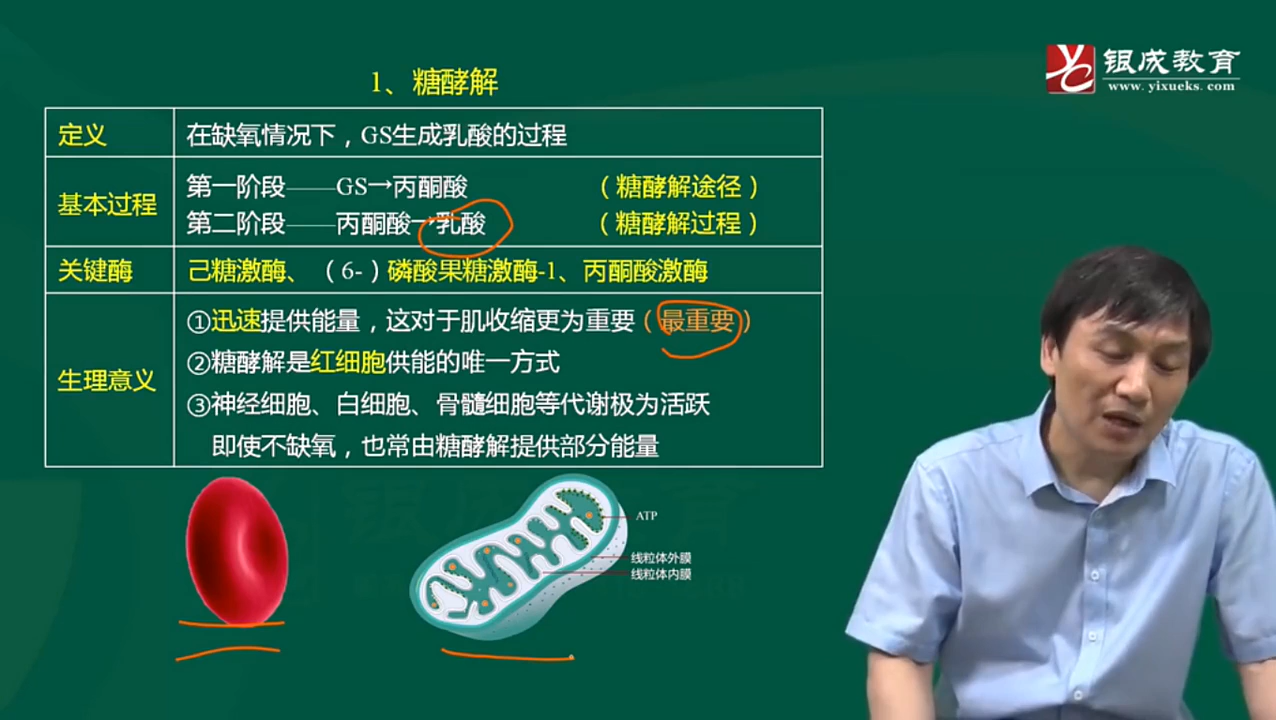 1、糖酵解
银成教育
www.yixueks.com
定义
在缺氧情况下，GS生成乳酸的过程
基本过程
第一阶段——GS→丙酮酸 （糖酵解途径）
第二阶段——丙酮酸→乳酸 （糖酵解过程）
关键酶
己糖激酶、（6-）磷酸果糖激酶-1、丙酮酸激酶
生理意义
①迅速提供能量，这对于肌收缩更为重要（最重要）
②糖酵解是红细胞供能的唯一方式
③神经细胞、白细胞、骨髓细胞等代谢极为活跃
即使不缺氧，也常由糖酵解提供部分能量
ATP
线粒体外膜
线粒体内膜